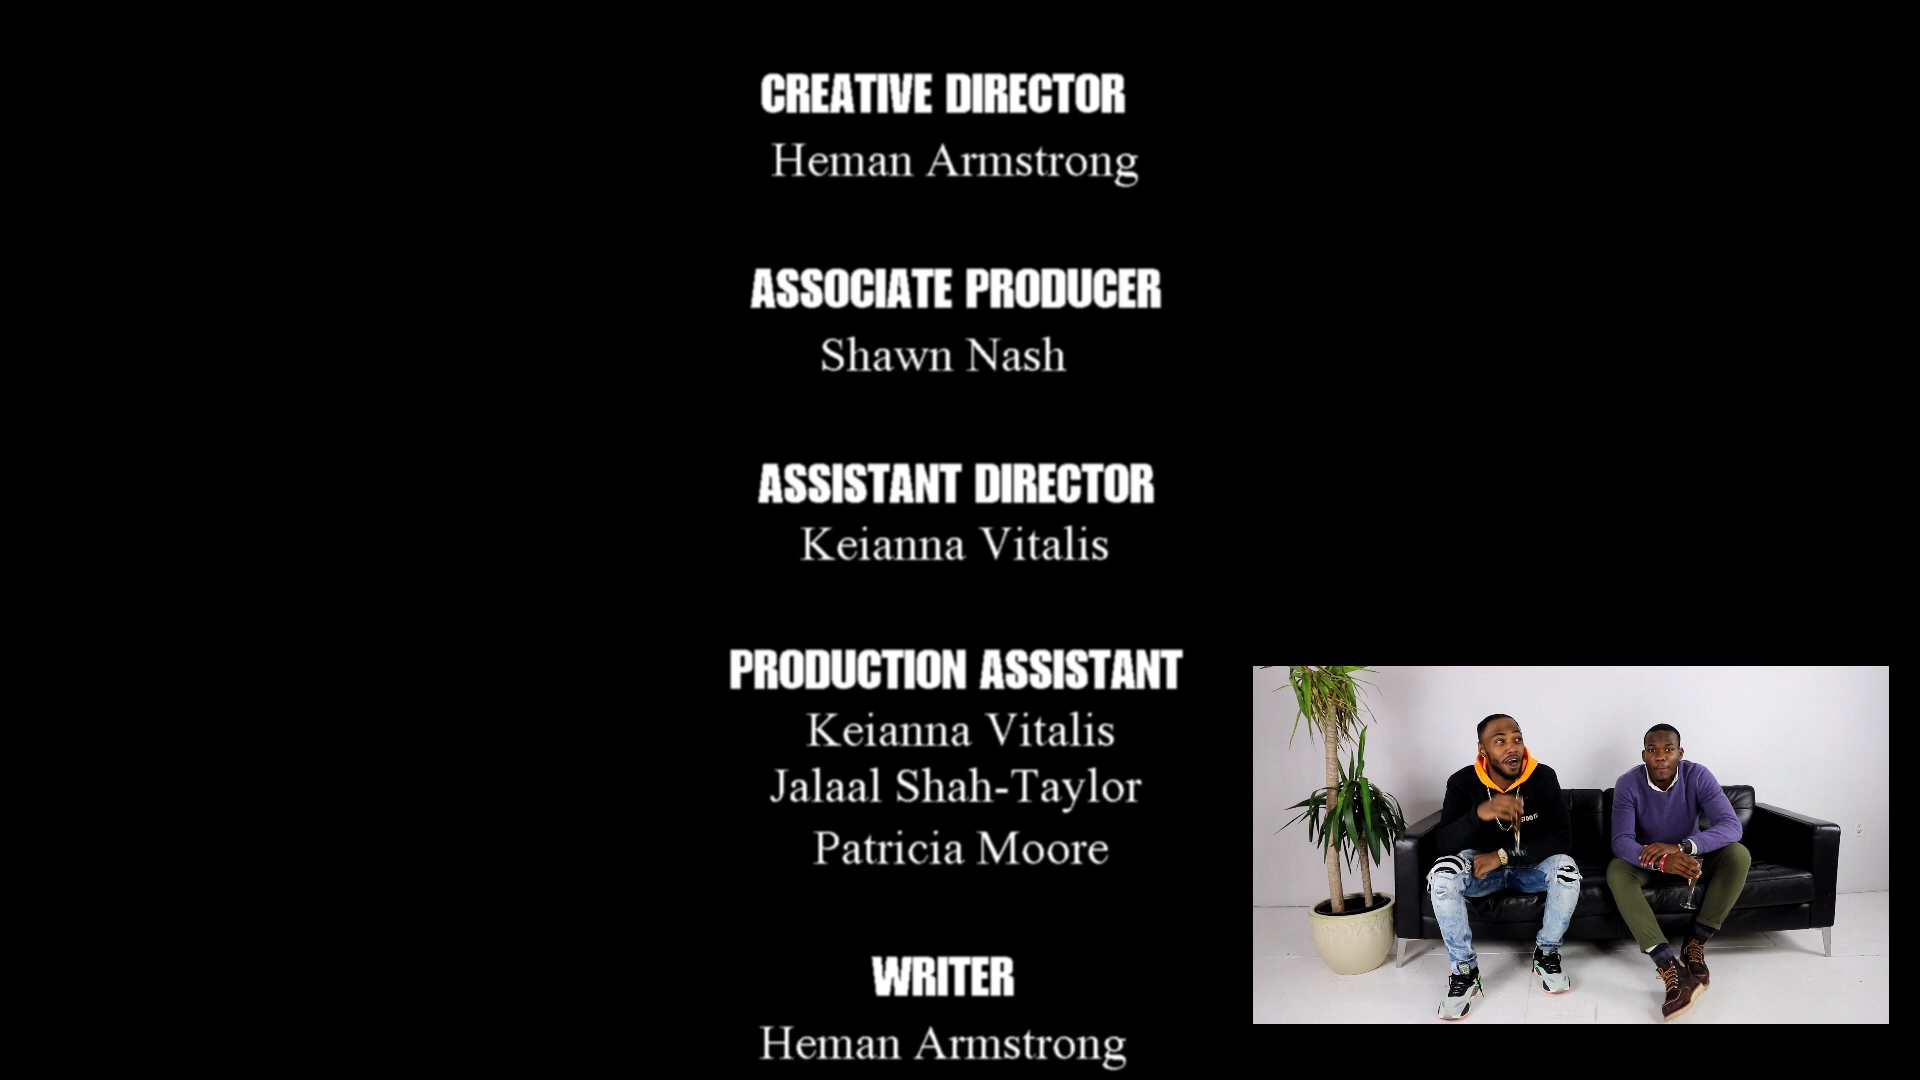 CREATIVE DIRECTOR
Heman Armstrong
ASSOCIATE PRODUCER
Shawn Nash
ASSISTANT DIRECTOR
Keianna Vitalis
PRODUCTION ASSISTANT
Keianna Vitalis
Jalaal Shah-Taylor
Patricia Moore
WRITER
Heman Armstrong